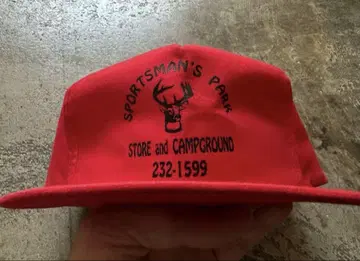 SPORTSMAN'S PARK
STORE and CAMPGROUND
232-1599